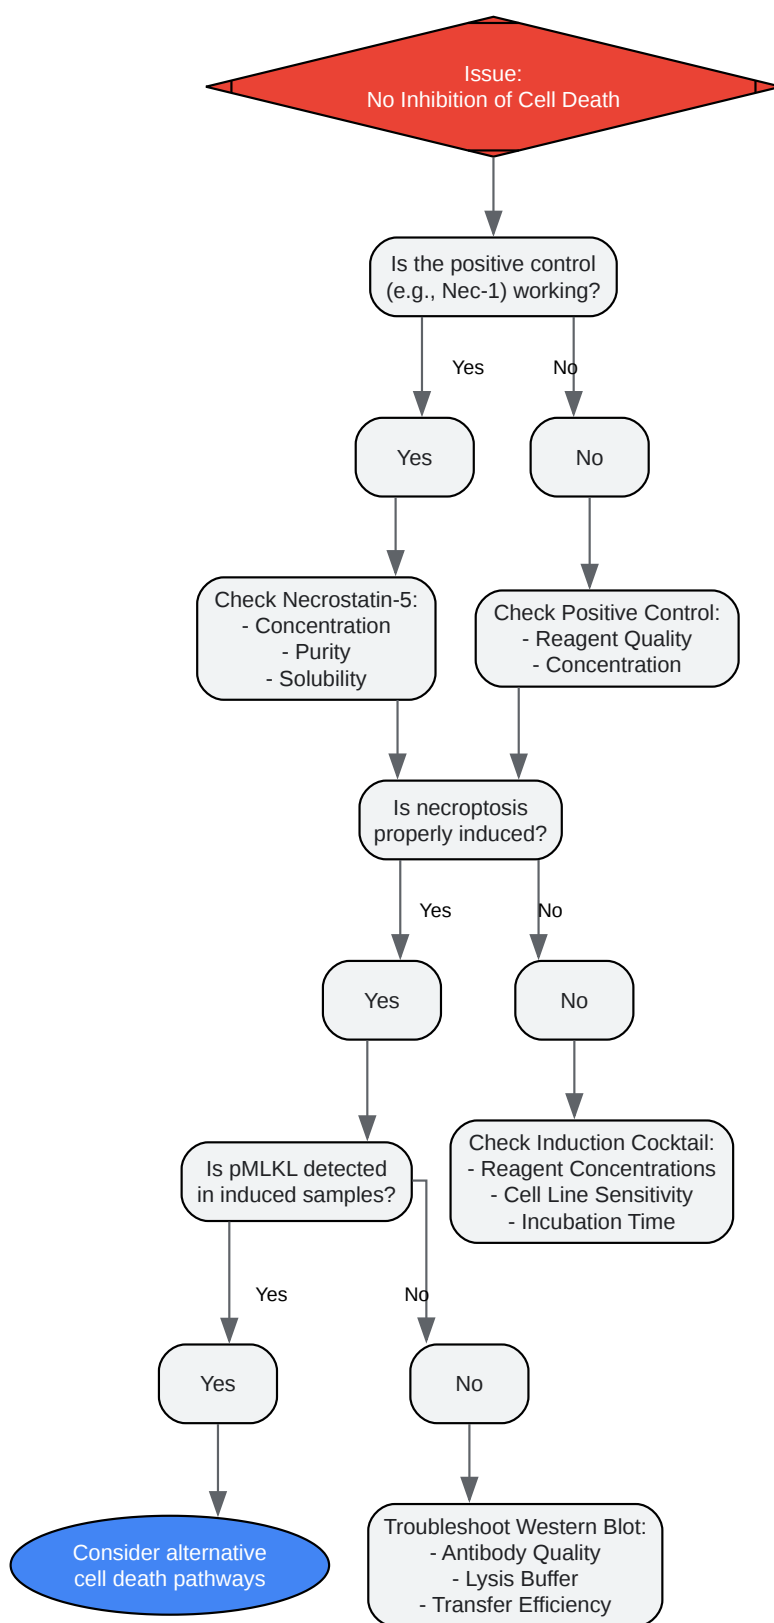 Issue:
No Inhibition of Cell Death
Is the positive control
(e.g., Nec-1) working?
Yes
No
Yes
No
Check Necrostatin-5:
- Concentration
- Purity
- Solubility
Check Positive Control:
- Reagent Quality
- Concentration
Is necroptosis
properly induced?
Yes
No
Yes
No
Is pMLKL detected
in induced samples?
Check Induction Cocktail:
- Reagent Concentrations
- Cell Line Sensitivity
- Incubation Time
Yes
No
Yes
No
Consider alternative
cell death pathways
Troubleshoot Western Blot:
- Antibody Quality
- Lysis Buffer
- Transfer Efficiency